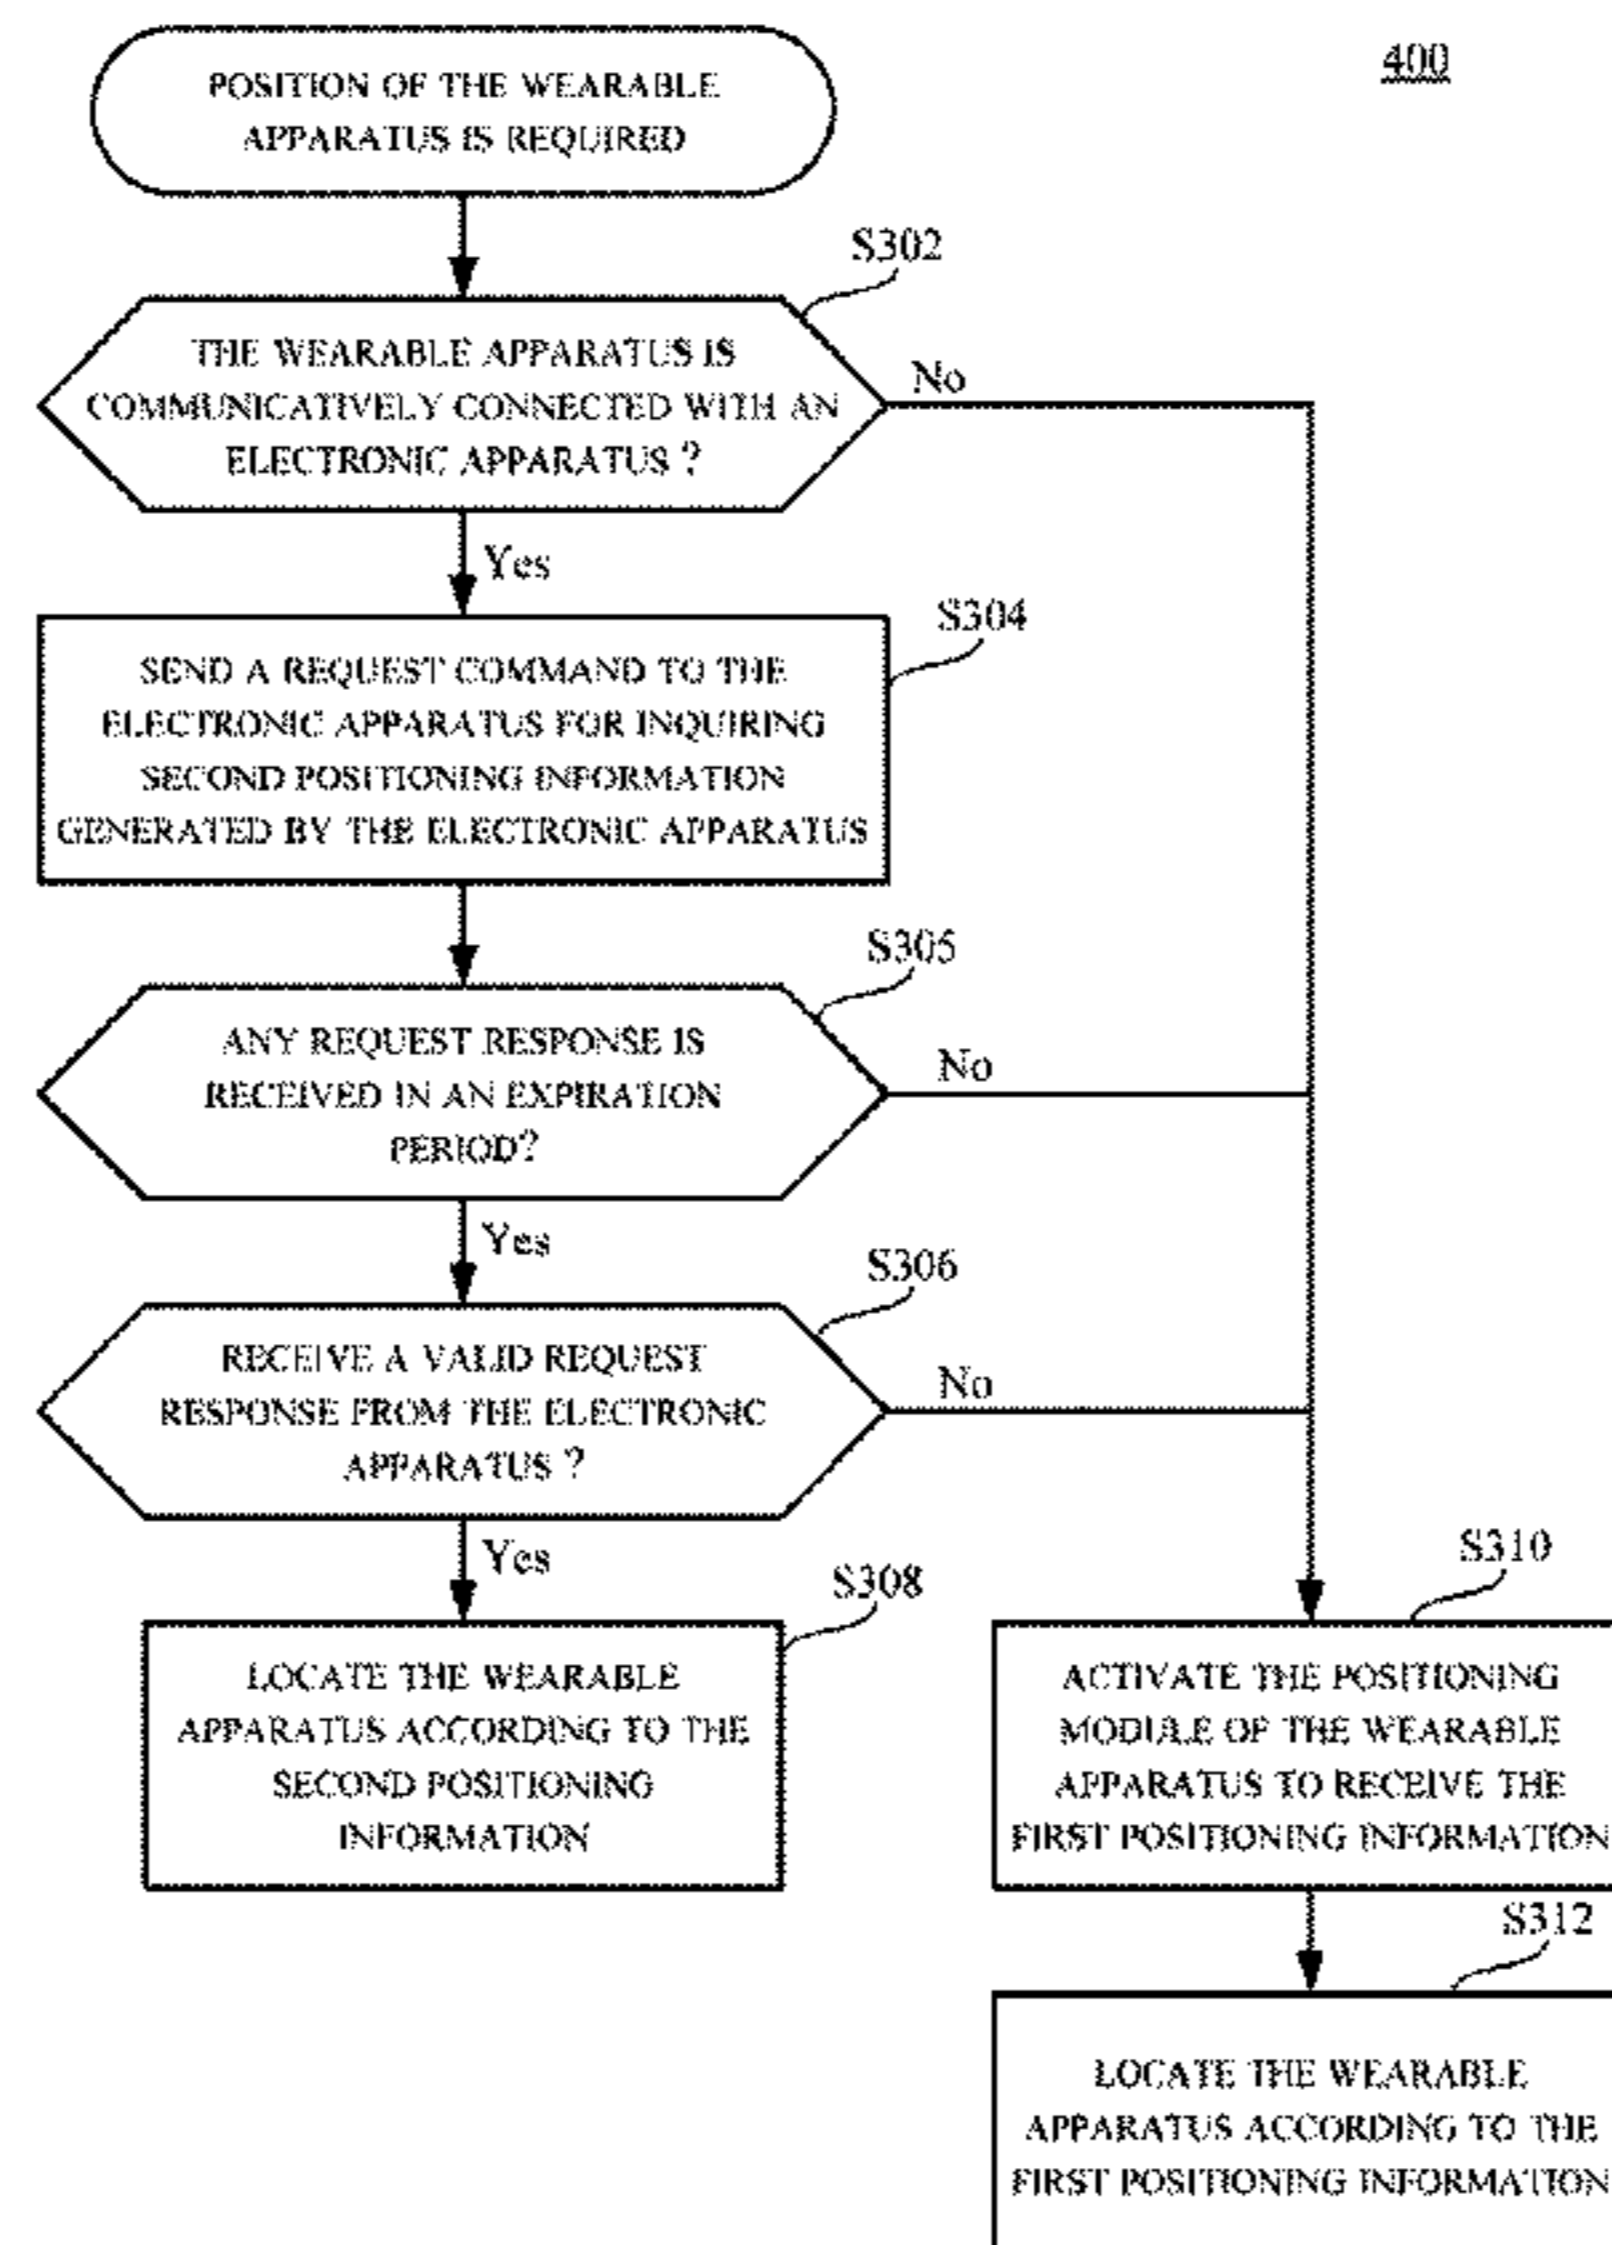 400
POSITION OF THE WEARABLE
APPARATUS IS REQUIRED
S302
THE WEARABLE APPARATUS IS
COMMUNICATIVELY CONNECTED WITH AN
ELECTRONIC APPARATUS ?
No
Yes
S304
SEND A REQUEST COMMAND TO THE
ELECTRONIC APPARATUS FOR INQUIRING
SECOND POSITIONING INFORMATION
GENERATED BY THE ELECTRONIC APPARATUS
S305
ANY REQUEST RESPONSE IS
RECEIVED IN AN EXPIRATION
PERIOD?
No
Yes
S306
RECEIVE A VALID REQUEST
RESPONSE FROM THE ELECTRONIC
APPARATUS ?
No
Yes
S308
LOCATE THE WEARABLE
APPARATUS ACCORDING TO THE
SECOND POSITIONING
INFORMATION
S310
ACTIVATE THE POSITIONING
MODULE OF THE WEARABLE
APPARATUS TO RECEIVE THE
FIRST POSITIONING INFORMATION
S312
LOCATE THE WEARABLE
APPARATUS ACCORDING TO THE
FIRST POSITIONING INFORMATION